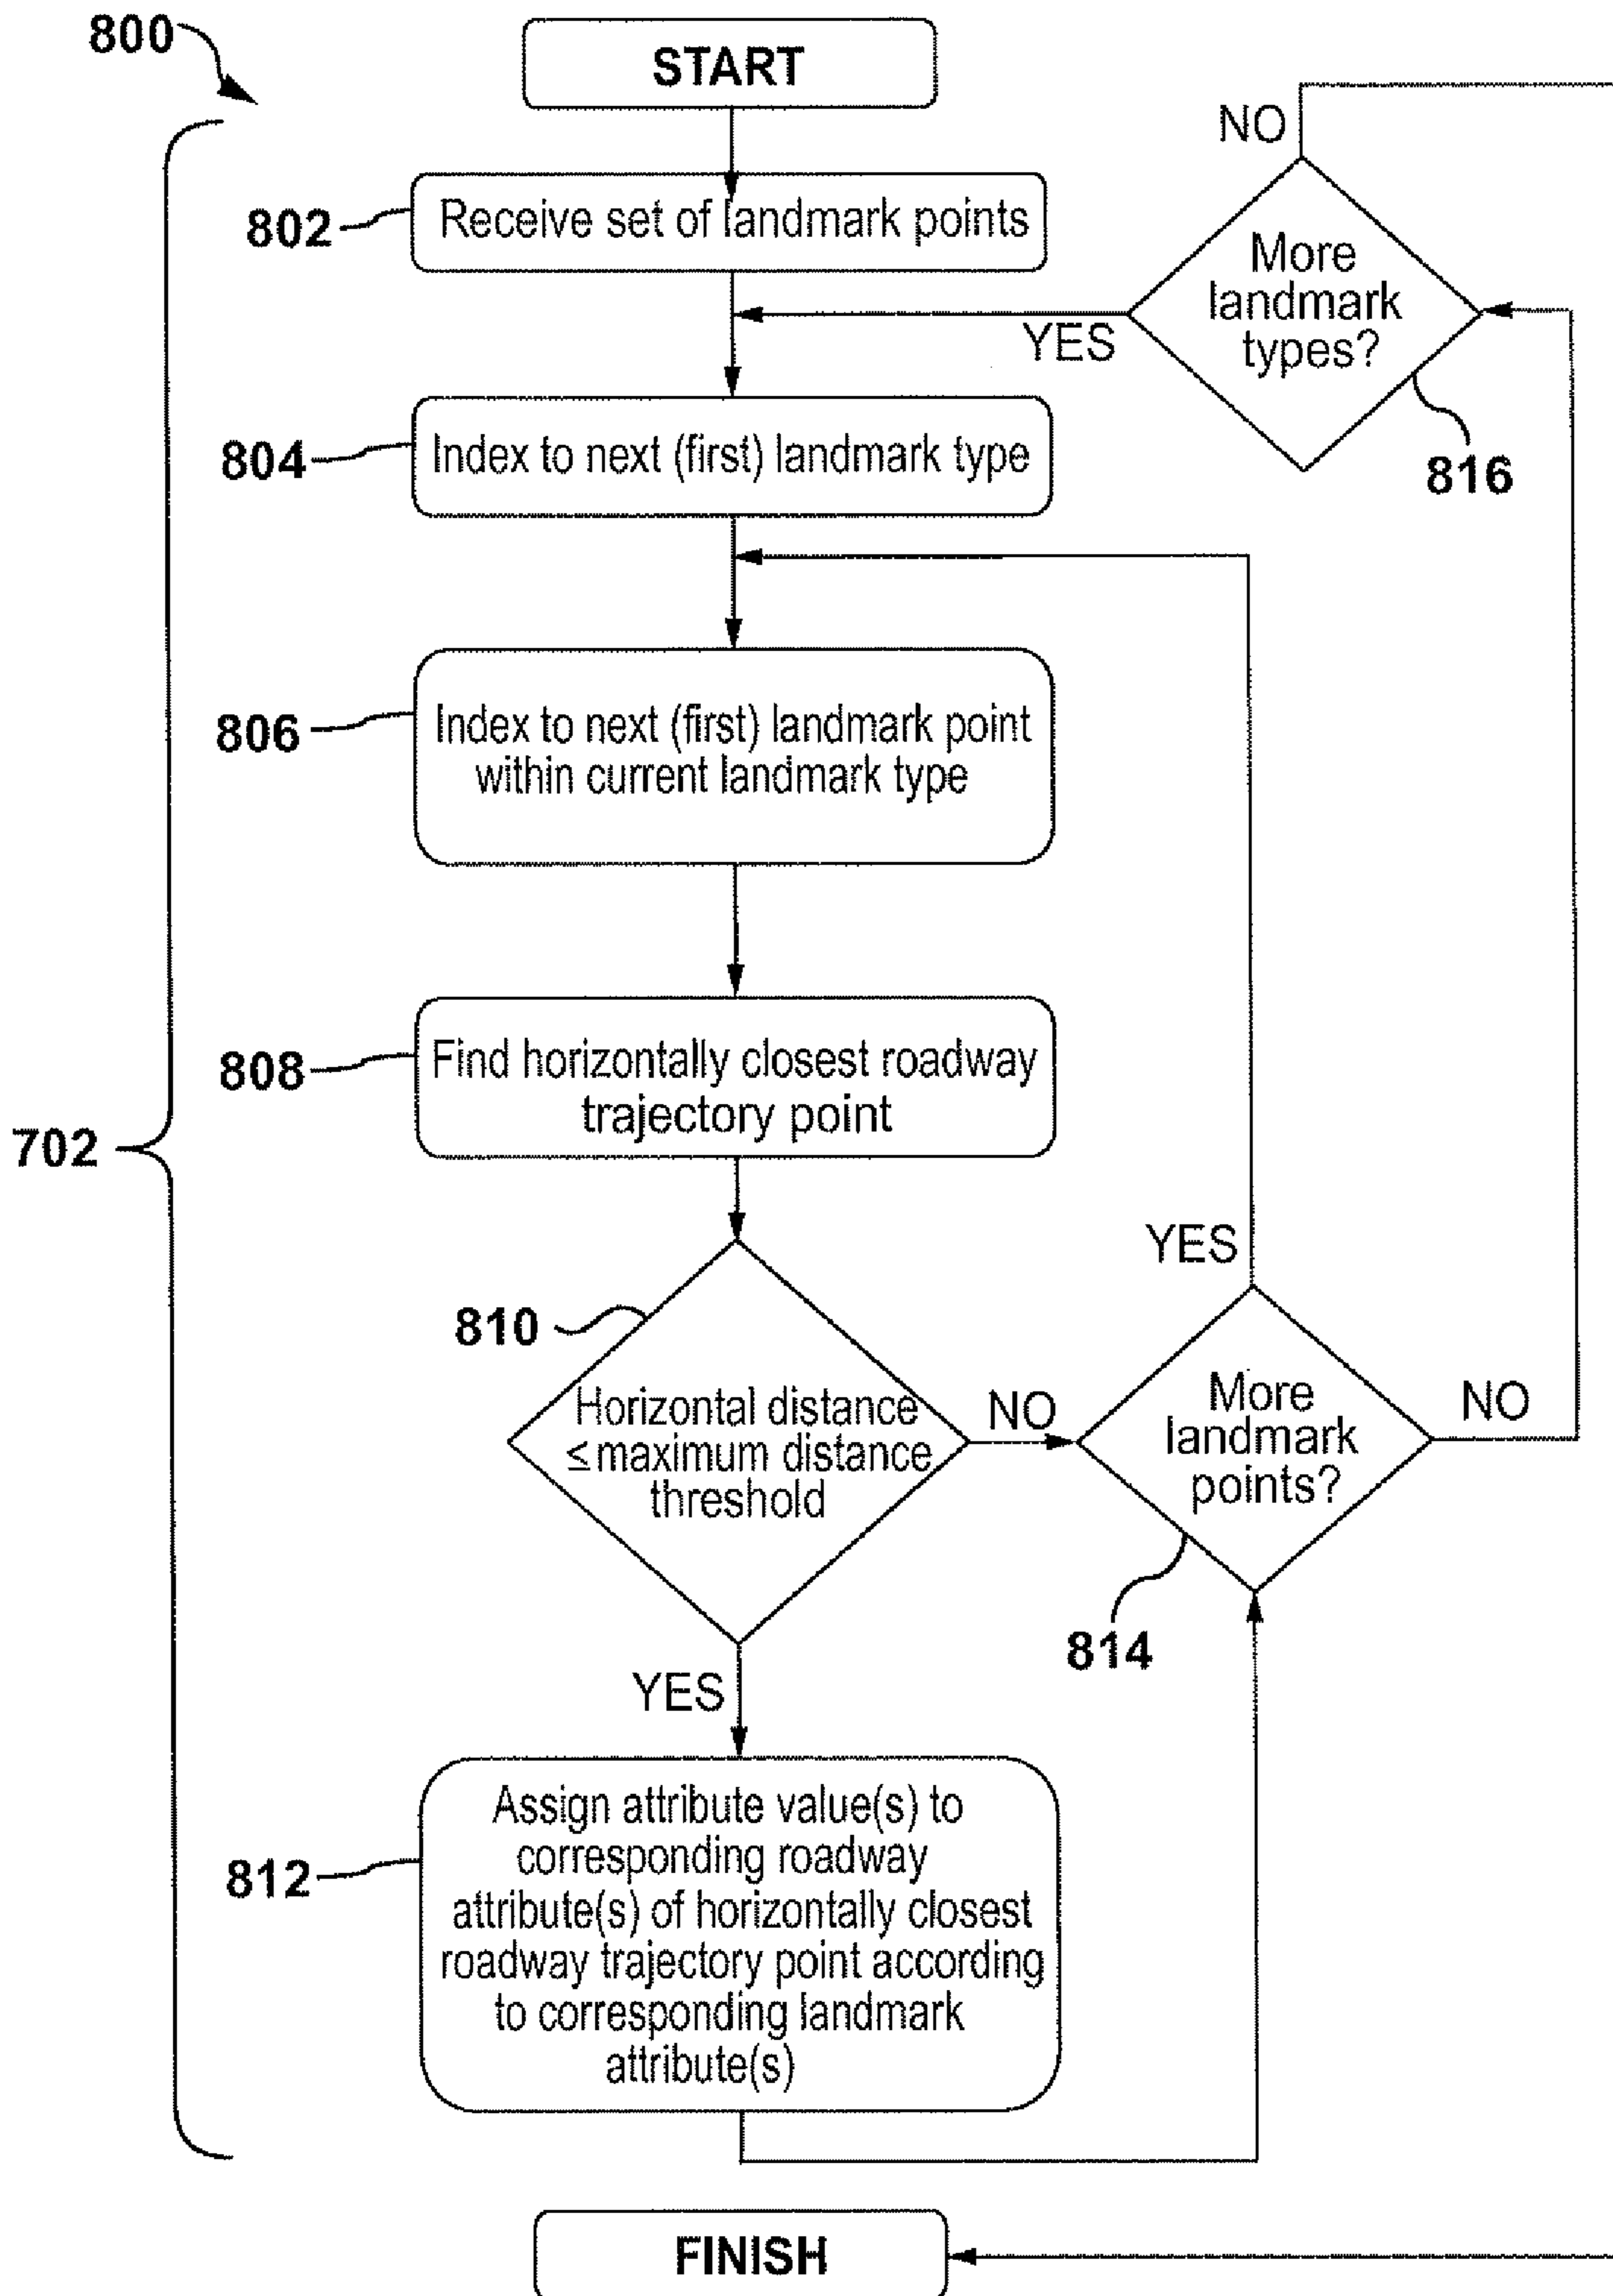 800
START
NO
802
Receive set of landmark points
More
landmark
types?
YES
804
Index to next (first) landmark type
816
806
Index to next (first) landmark point
within current landmark type
808
Find horizontally closest roadway
trajectory point
702
YES
810
Horizontal distance
≤ maximum distance
threshold
NO
More
landmark
points?
NO
814
YES
812
Assign attribute value(s) to
corresponding roadway
attribute(s) of horizontally closest
roadway trajectory point according
to corresponding landmark
attribute(s)
FINISH